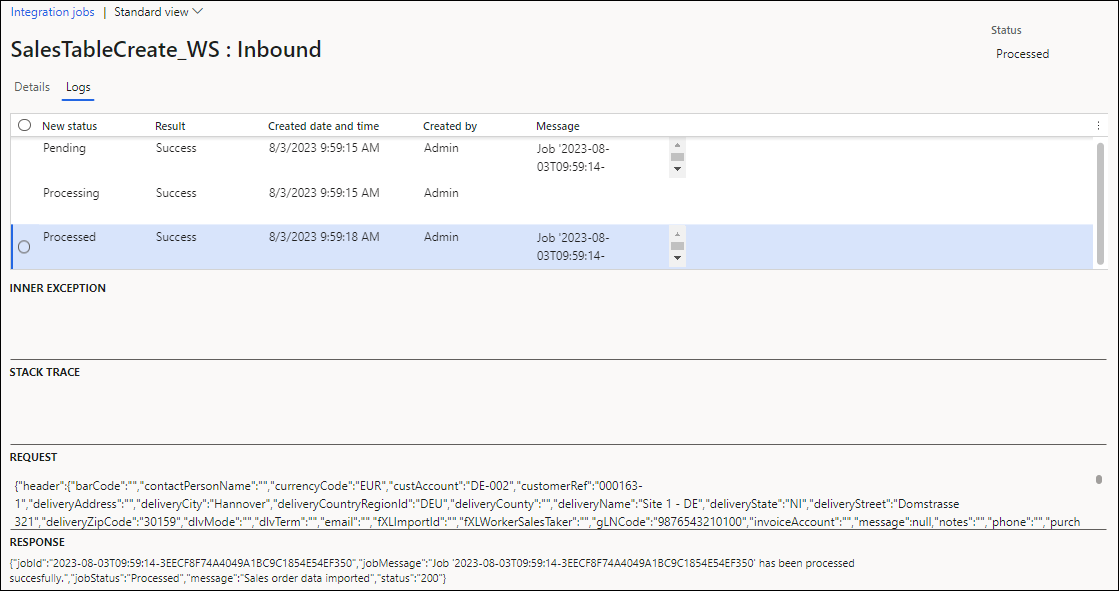 Integration jobs | Standard view
Status
SalesTableCreate_WS : Inbound
Processed
Details Logs
New status Result Created date and time Created by Message
Pending Success 8/3/2023 9:59:15 AM Admin Job '2023-08-
03T09:59:14-
Processing Success 8/3/2023 9:59:15 AM Admin
Processed Success 8/3/2023 9:59:18 AM Admin Job '2023-08-
03T09:59:14-
INNER EXCEPTION
STACK TRACE
REQUEST
{"header":{"barCode":"","contactPersonName":"","currencyCode":"EUR","custAccount":"DE-002","customerRef":"000163-
1","deliveryAddress":"","deliveryCity":"Hannover","deliveryCountryRegionId":"DEU","deliveryCounty":"","deliveryName":"Site 1 - DE","deliveryState":"NI","deliveryStreet":"Domstrasse
321","deliveryZipCode":"30159","dlvMode":"","dlvTerm":"","email":"","fXLImportId":"","fXLWorkerSalesTaker":"","gLNCode":"9876543210100","invoiceAccount":"","message":null,"notes":"","phone":"","purch
RESPONSE
{"jobId":"2023-08-03T09:59:14-3EECF8F74A4049A1BC9C1854E54EF350","jobMessage":"Job '2023-08-03T09:59:14-3EECF8F74A4049A1BC9C1854E54EF350' has been processed
succesfully.","jobStatus":"Processed","message":"Sales order data imported","status":"200"}